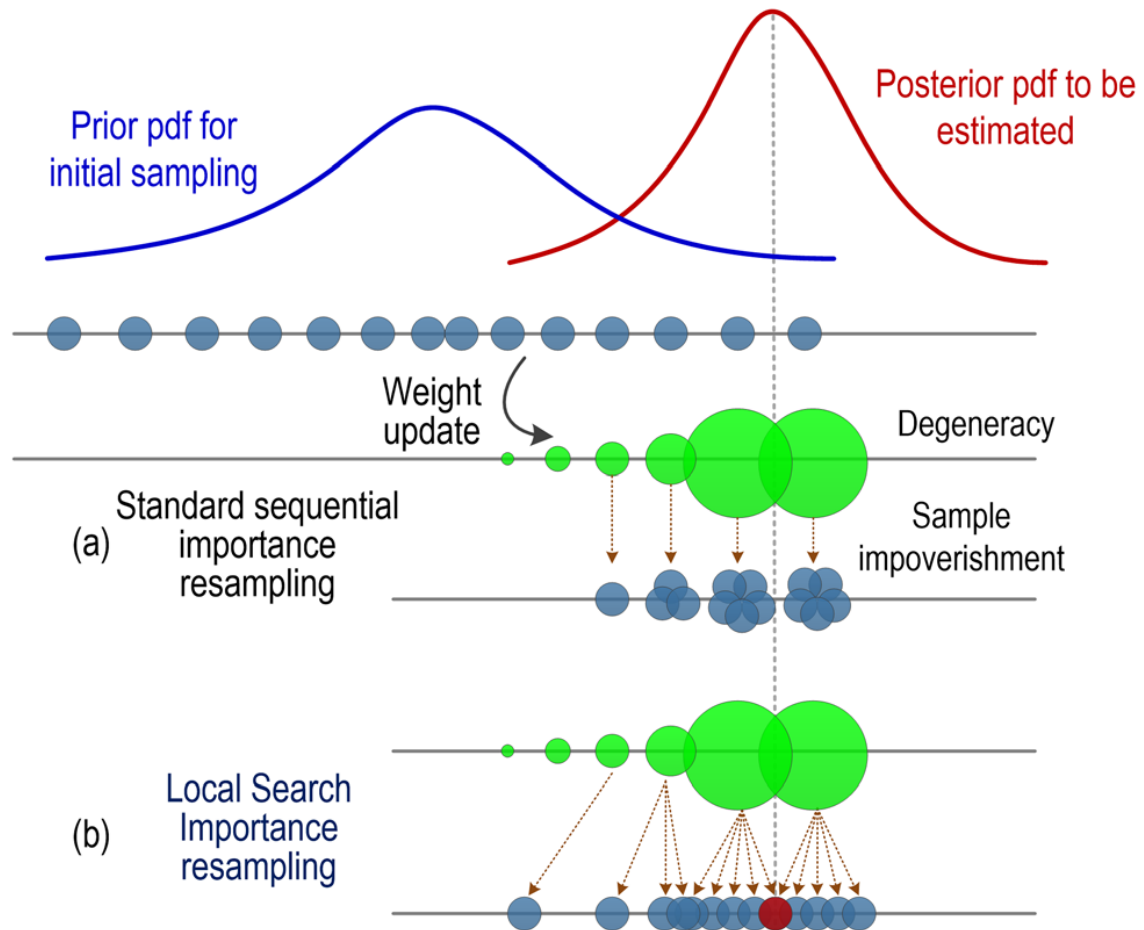 Prior pdf for
initial sampling
Posterior pdf to be
estimated
Weight
update
Degeneracy
(a)
Standard sequential
importance
resampling
Sample
impoverishment
(b)
Local Search
Importance
resampling